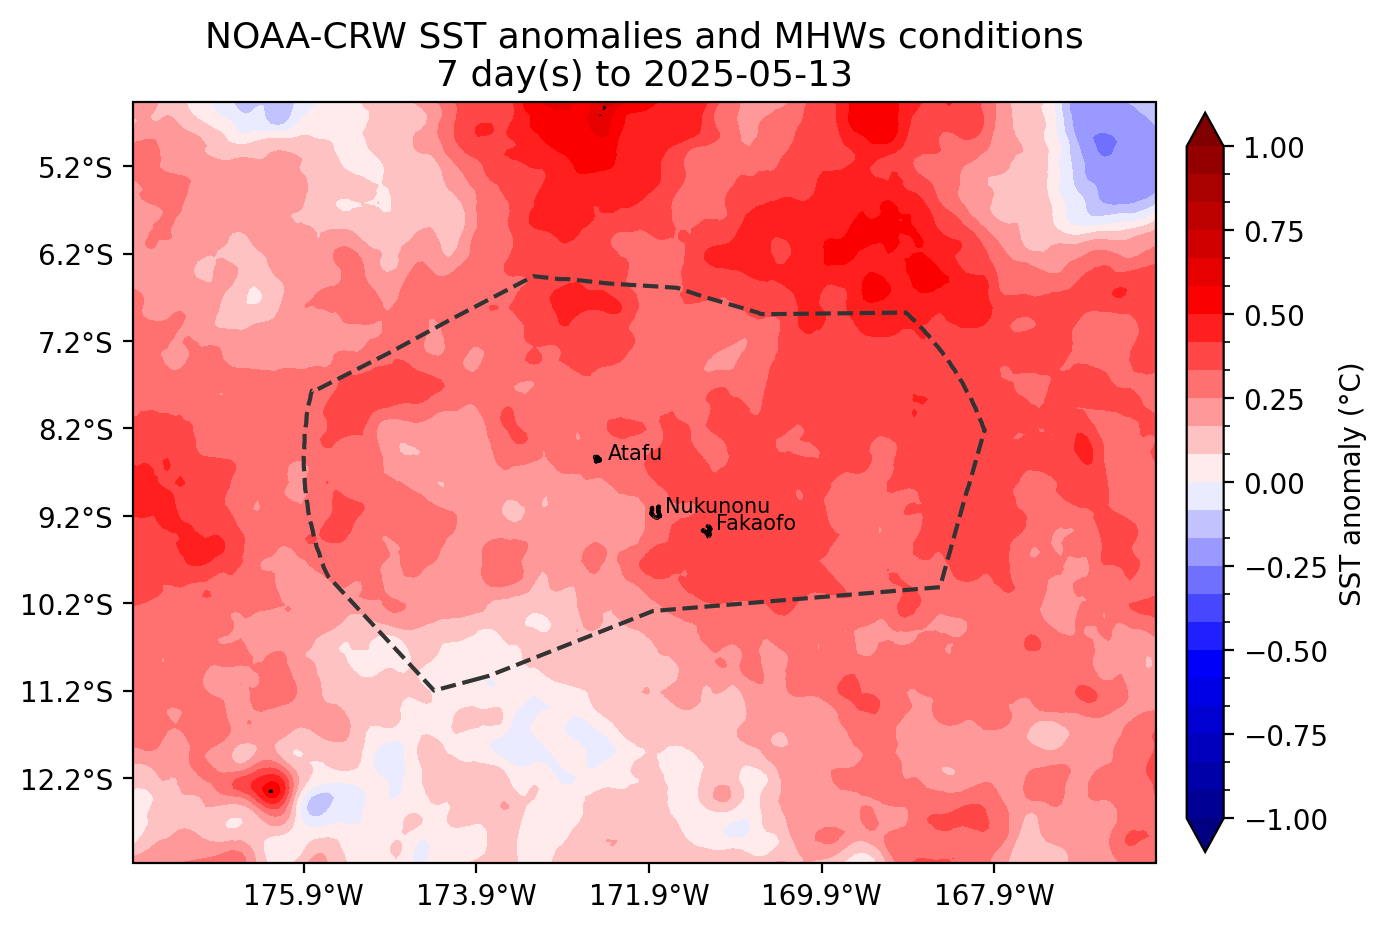 NOAA-CRW SST anomalies and MHWs conditions
7 day(s) to 2025-05-13
5.2°S
6.2°S
7.2°S
8.2°S
9.2°S
10.2°S
11.2°S
12.2°S
Atafu
Nukunonu
Fakaofo
175.9°W
173.9°W
171.9°W
169.9°W
167.9°W
1.00
0.75
0.50
0.25
0.00
−0.25
−0.50
−0.75
−1.00
SST anomaly (°C)